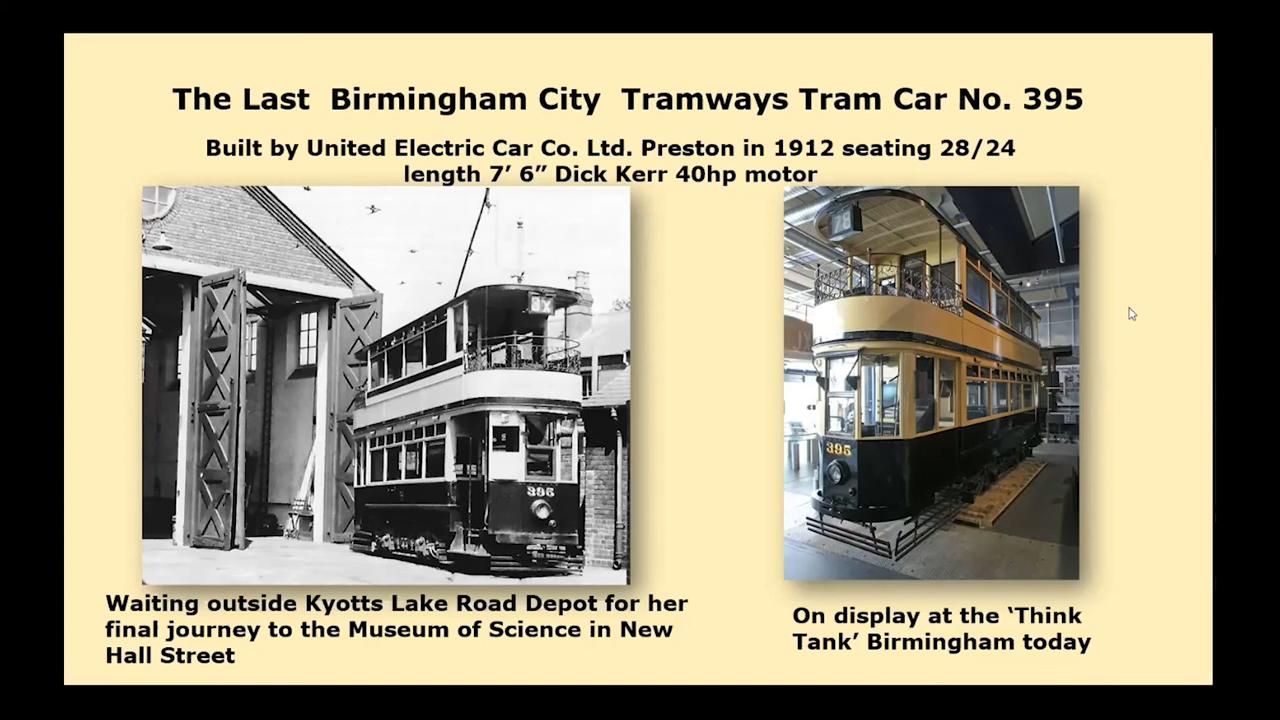 The Last Birmingham City Tramways Tram Car No. 395
Built by United Electric Car Co. Ltd. Preston in 1912 seating 28/24
length 7’ 6” Dick Kerr 40hp motor
395
395
Waiting outside Kyotts Lake Road Depot for her
final journey to the Museum of Science in New
Hall Street
On display at the ‘Think
Tank’ Birmingham today